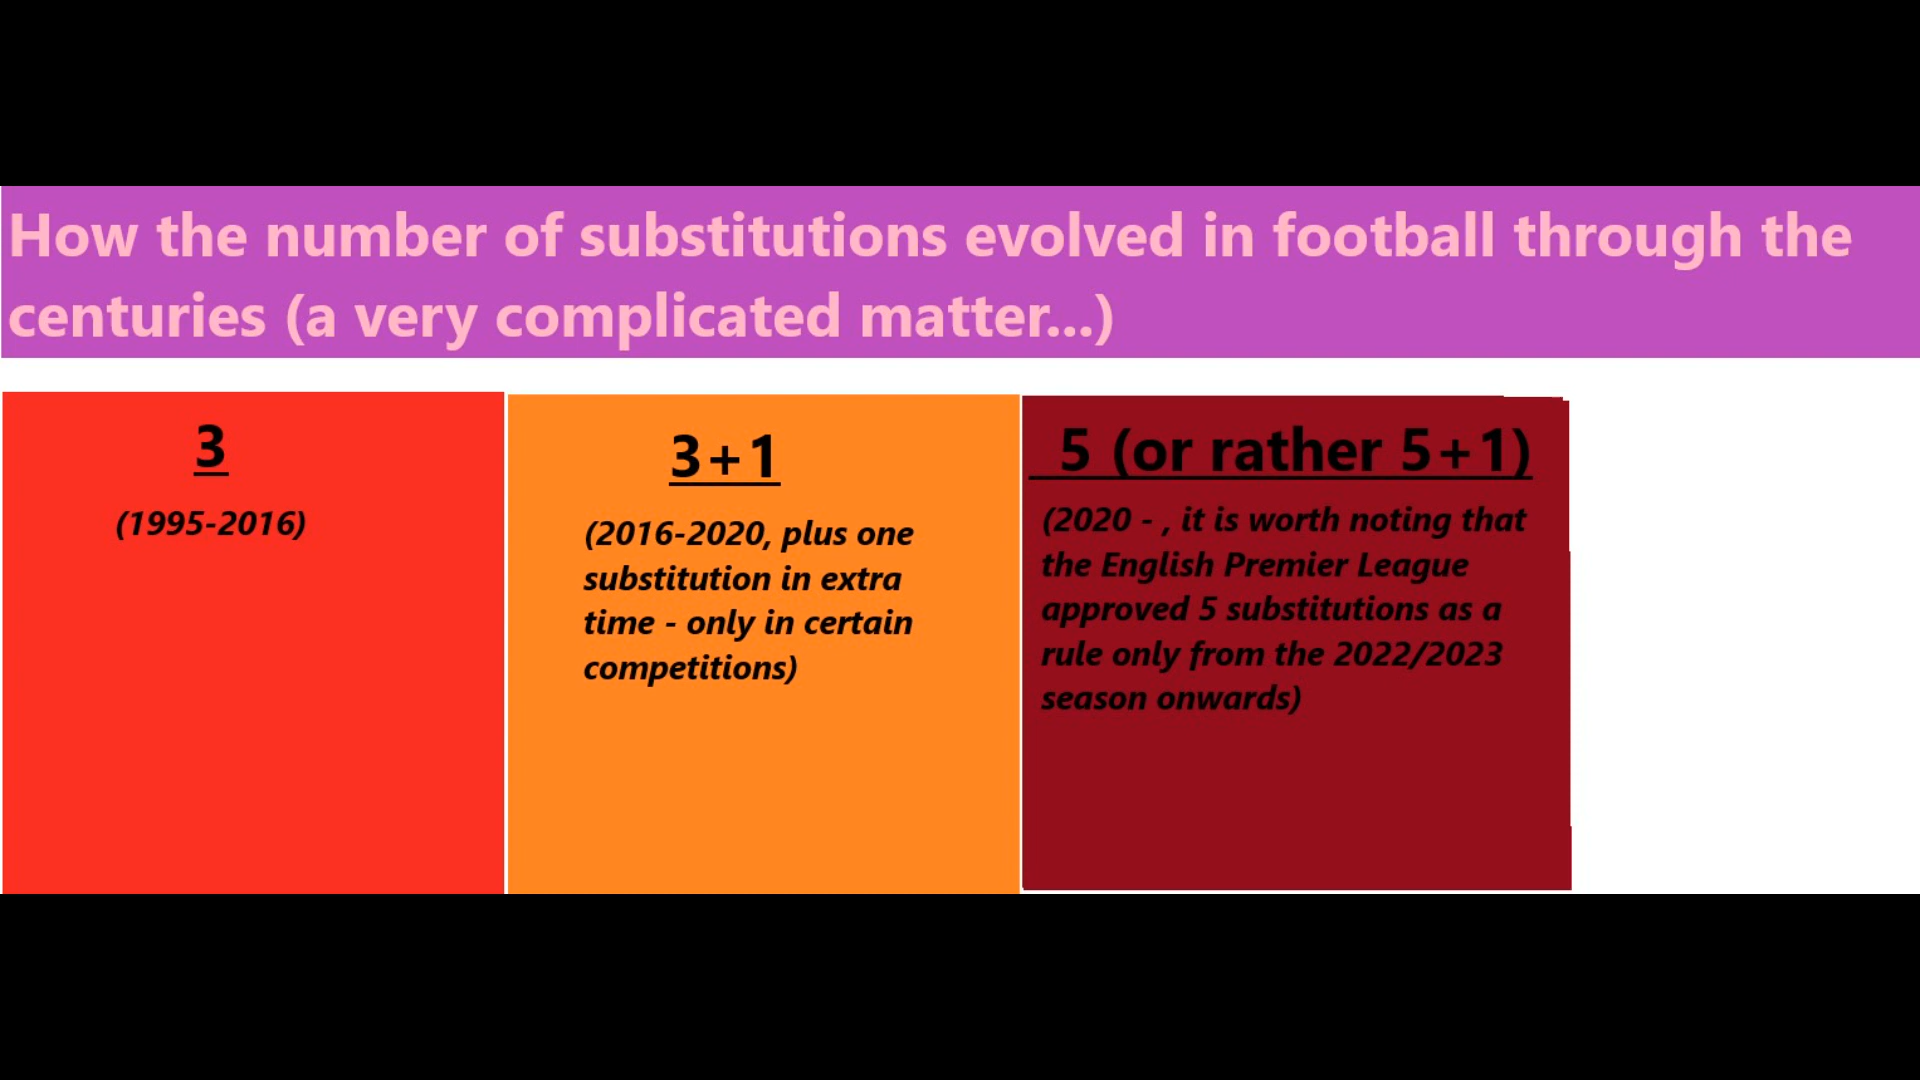 How the number of substitutions evolved in football through the
centuries (a very complicated matter...)
3
(1995-2016)
3+1
(2016-2020, plus one
substitution in extra
time - only in certain
competitions)
5 (or rather 5+1)
(2020 - , it is worth noting that
the English Premier League
approved 5 substitutions as a
rule only from the 2022/2023
season onwards)